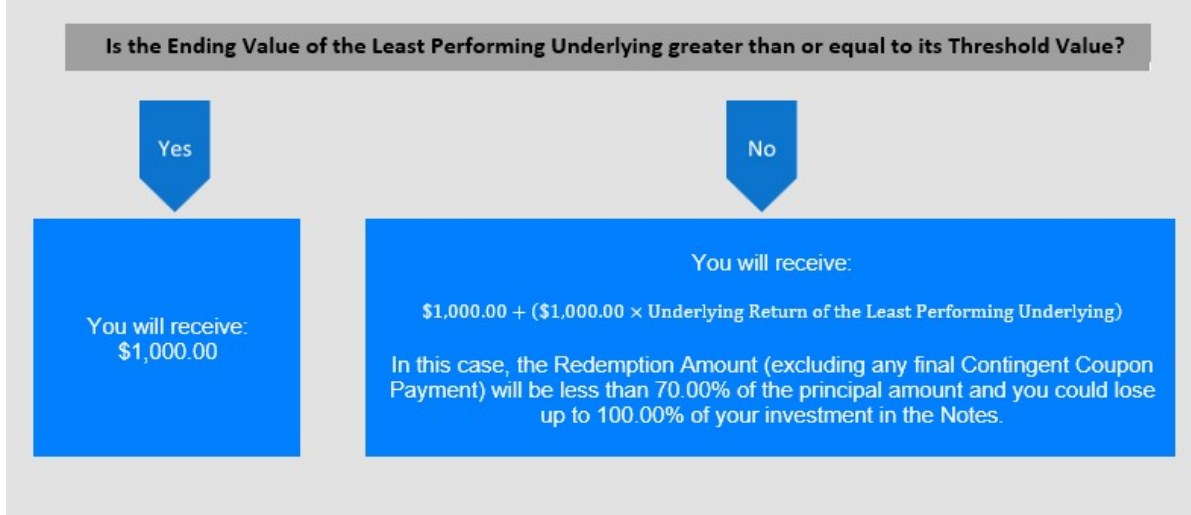 Is the Ending Value of the Least Performing Underlying greater than or equal to its Threshold Value?
Yes
No
You will receive:
$1,000.00
You will receive:
$1,000.00 + ($1,000.00 × Underlying Return of the Least Performing Underlying)
In this case, the Redemption Amount (excluding any final Contingent Coupon
Payment) will be less than 70.00% of the principal amount and you could lose
up to 100.00% of your investment in the Notes.